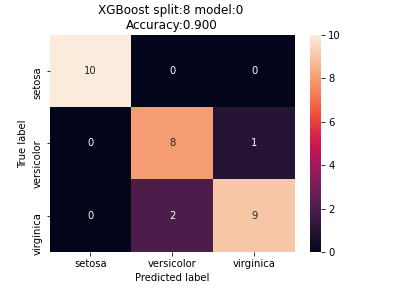 XGBoost split:8 model:0
Accuracy:0.900
True label
setosa
10 0 0
versicolor
0 8 1
virginica
0 2 9
setosa versicolor virginica
Predicted label
10
8
6
4
2
0